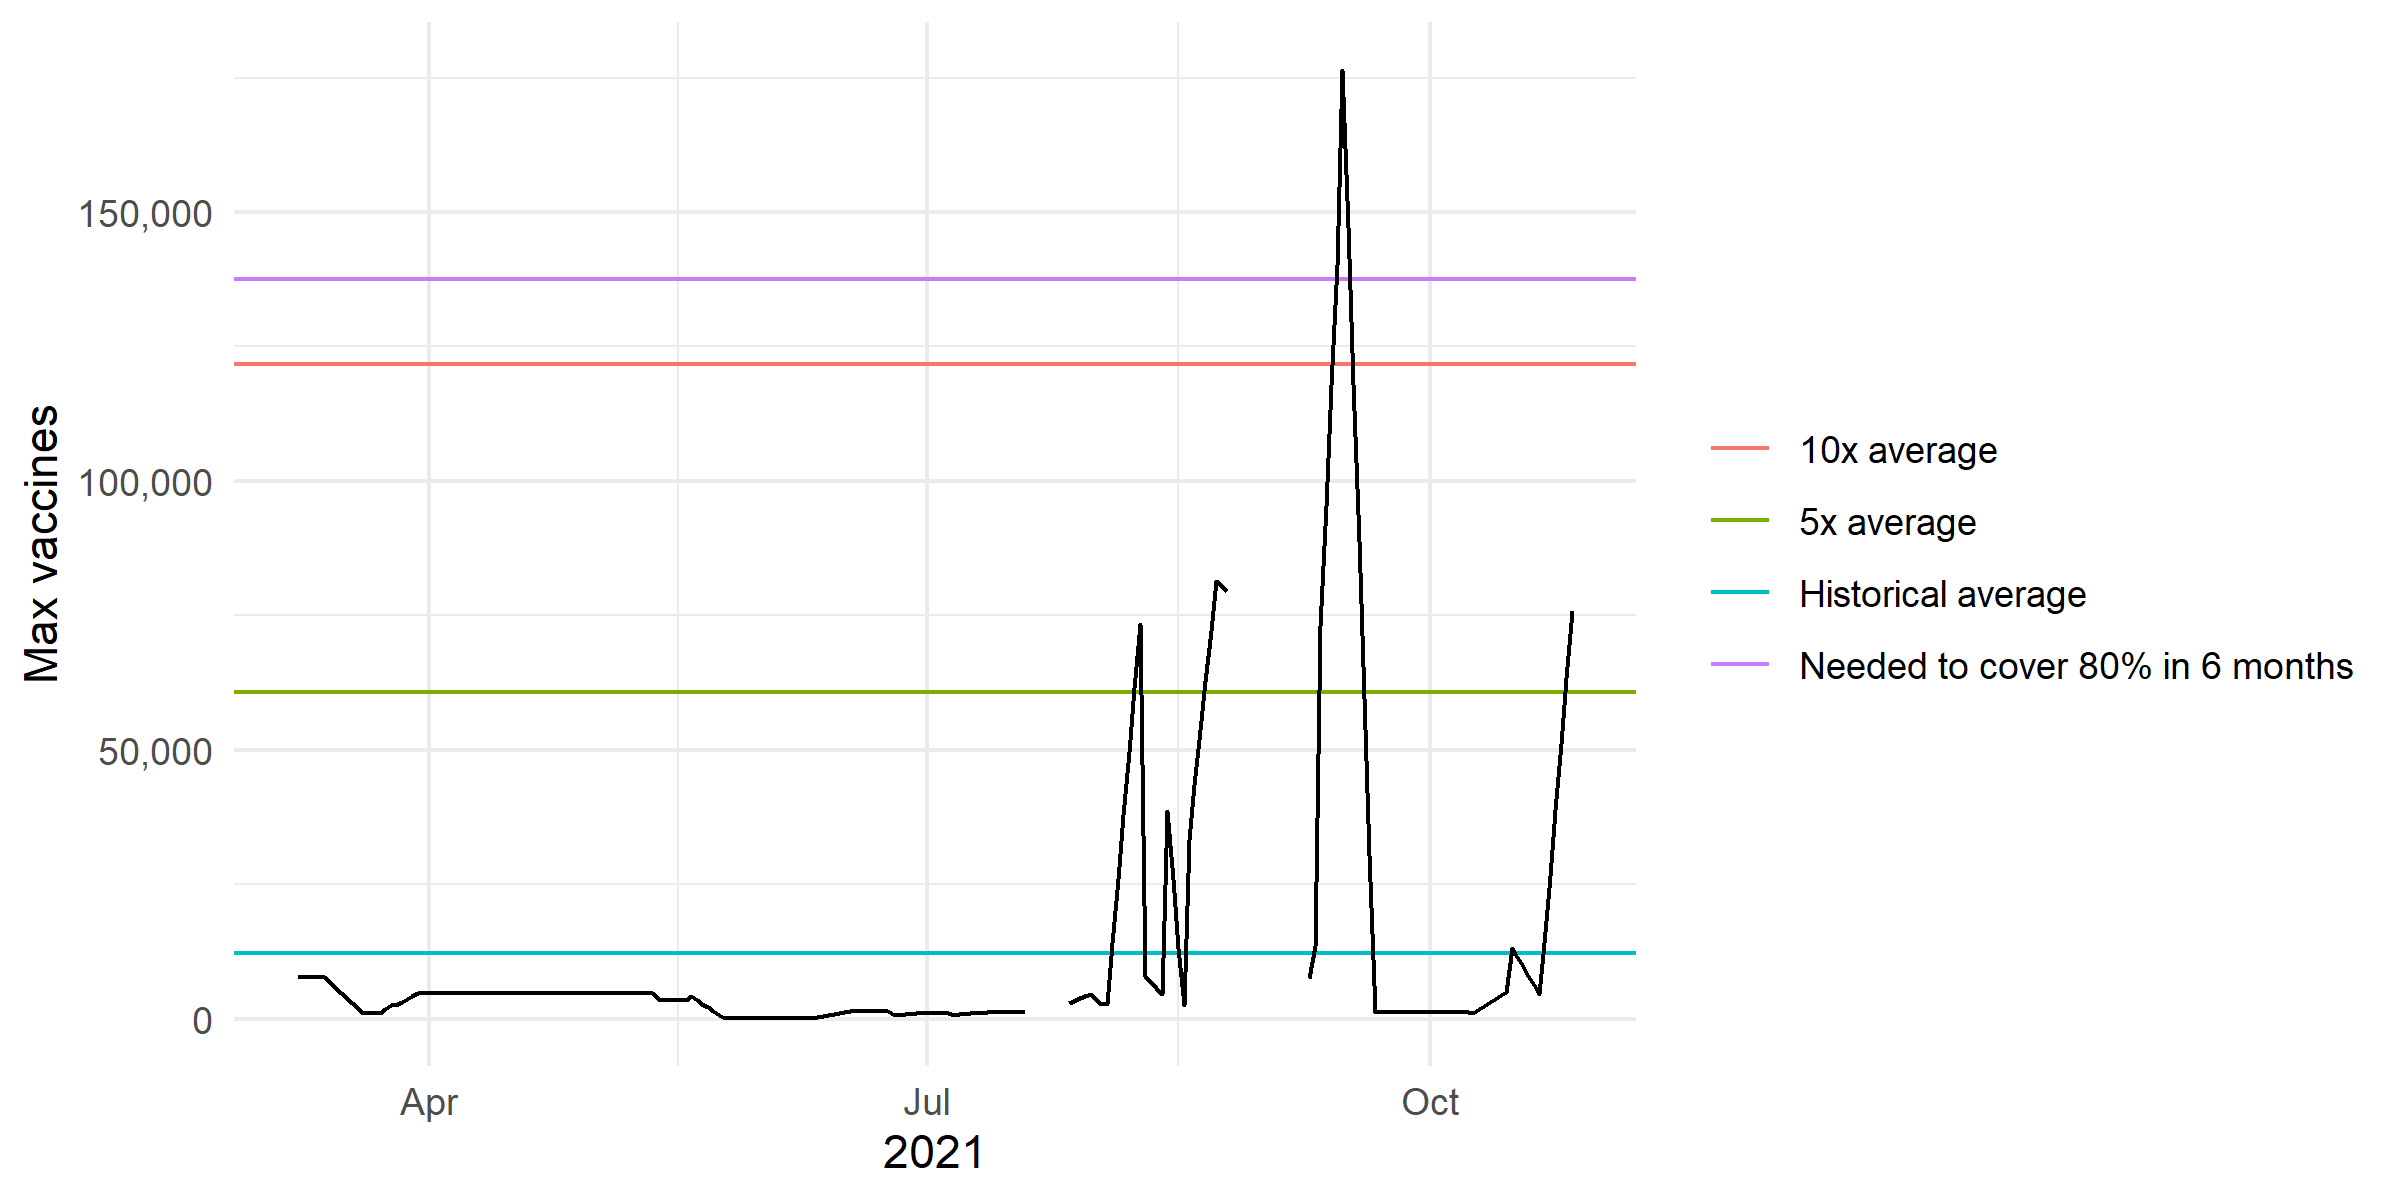 Max vaccines
150,000
100,000
50,000
0
Apr
Jul
Oct
2021
10x average
5x average
Historical average
Needed to cover 80% in 6 months